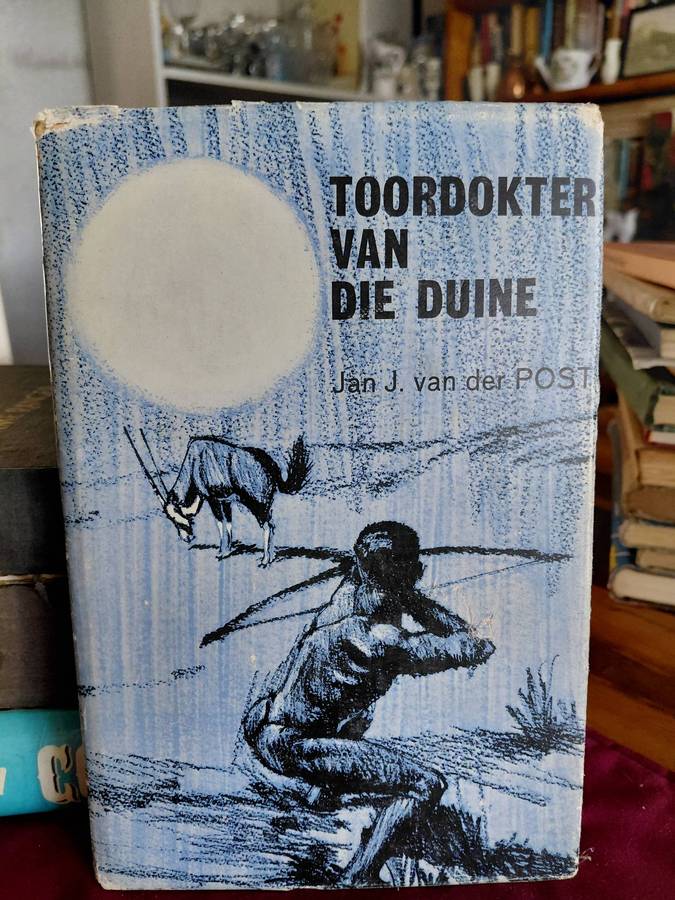 TOORDOKTER
VAN
DIE DUINE
Jan J. van der POST